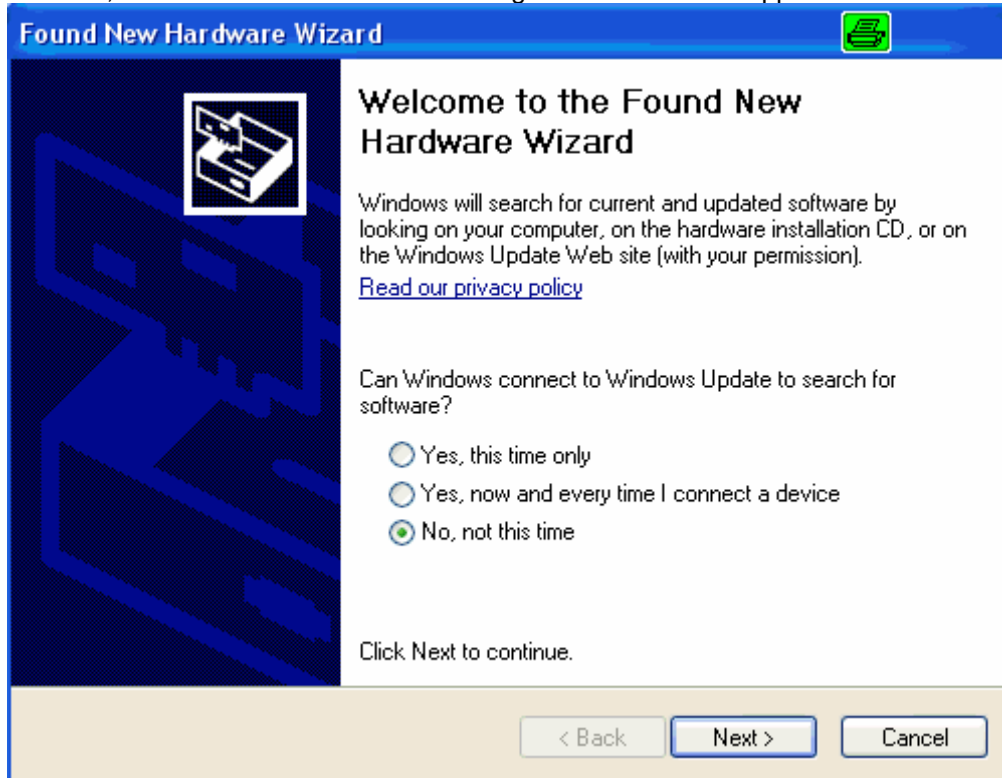 Found New Hardware Wizard
Welcome to the Found New
Hardware Wizard
Windows will search for current and updated software by
looking on your computer, on the hardware installation CD, or on
the Windows Update Web site (with your permission).
Read our privacy policy
Can Windows connect to Windows Update to search for
software?
Yes, this time only
Yes, now and every time I connect a device
No, not this time
Click Next to continue.
< Back
Next >
Cancel